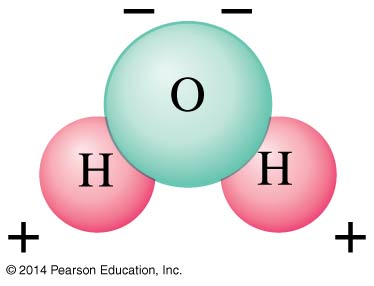 − −
O
H H
+ +
© 2014 Pearson Education, Inc.